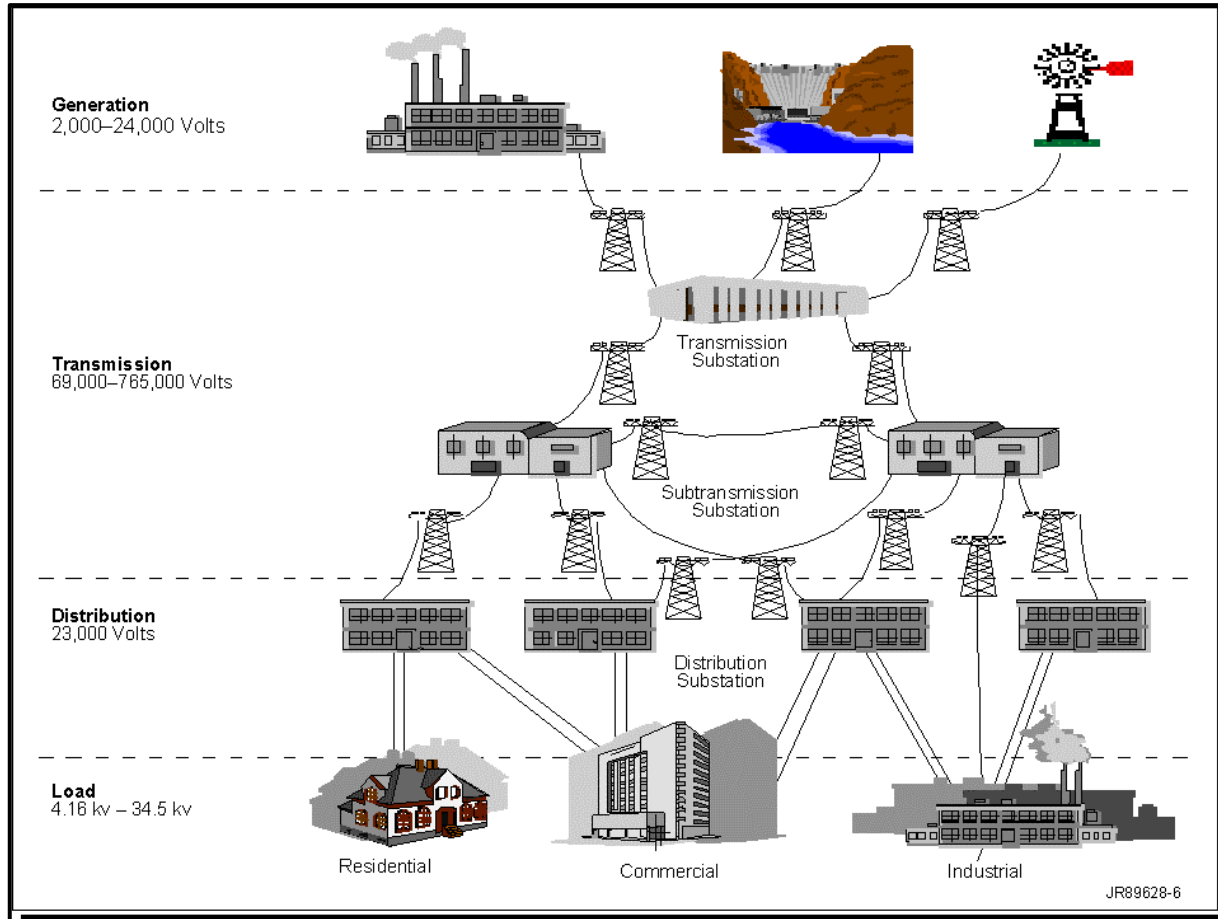 Generation
2,000–24,000 Volts
Transmission
Substation
Transmission
69,000–765,000 Volts
Subtransmission
Substation
Distribution
23,000 Volts
Distribution
Substation
Load
4.16 kv – 34.5 kv
Residential
Commercial
Industrial
JR89628-6